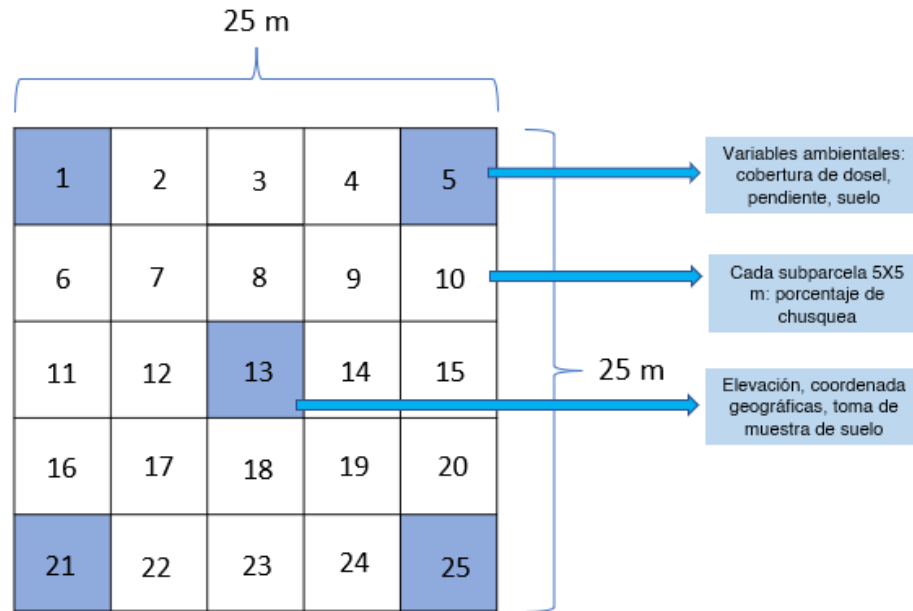 25 m
1 2 3 4 5
Variables ambientales:
cobertura de dosel,
pendiente, suelo
6 7 8 9 10
Cada subparcela 5X5
m: porcentaje de
chusquea
11 12 13 14 15
25 m
Elevación, coordenada
geográficas, toma de
muestra de suelo
16 17 18 19 20
21 22 23 24 25